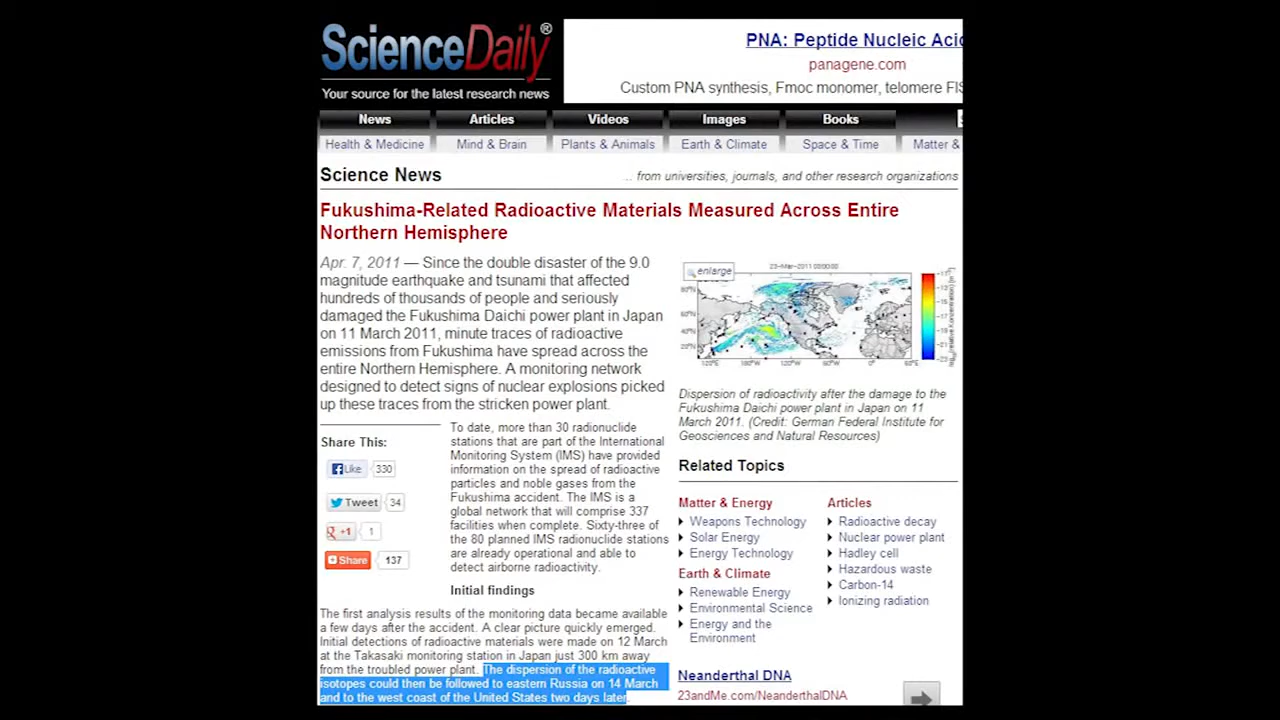 ScienceDaily®
Your source for the latest research news
PNA: Peptide Nucleic Acid
panagene.com
Custom PNA synthesis, Fmoc monomer, telomere FIS
News
Articles
Videos
Images
Books
Health & Medicine
Mind & Brain
Plants & Animals
Earth & Climate
Space & Time
Matter &
Science News
... from universities, journals, and other research organizations
Fukushima-Related Radioactive Materials Measured Across Entire
Northern Hemisphere
Apr. 7, 2011 — Since the double disaster of the 9.0
magnitude earthquake and tsunami that affected
hundreds of thousands of people and seriously
damaged the Fukushima Daichi power plant in Japan
on 11 March 2011, minute traces of radioactive
emissions from Fukushima have spread across the
entire Northern Hemisphere. A monitoring network
designed to detect signs of nuclear explosions picked
up these traces from the stricken power plant.
Share This:
Like
330
Tweet
34
+1
1
Share
137
To date, more than 30 radionuclide
stations that are part of the International
Monitoring System (IMS) have provided
information on the spread of radioactive
particles and noble gases from the
Fukushima accident. The IMS is a
global network that will comprise 337
facilities when complete. Sixty-three of
the 80 planned IMS radionuclide stations
are already operational and able to
detect airborne radioactivity.
Initial findings
The first analysis results of the monitoring data became available
a few days after the accident. A clear picture quickly emerged.
Initial detections of radioactive materials were made on 12 March
at the Takasaki monitoring station in Japan just 300 km away
from the troubled power plant. The dispersion of the radioactive
isotopes could then be followed to eastern Russia on 14 March
and to the west coast of the United States two days later.
enlarge
23-Mar-2011 000000
Dispersion of radioactivity after the damage to the
Fukushima Daichi power plant in Japan on 11
March 2011. (Credit: German Federal Institute for
Geosciences and Natural Resources)
Related Topics
Matter & Energy
Weapons Technology
Solar Energy
Energy Technology
Earth & Climate
Renewable Energy
Environmental Science
Energy and the
Environment
Articles
Radioactive decay
Nuclear power plant
Hadley cell
Hazardous waste
Carbon-14
Ionizing radiation
Neanderthal DNA
23andMe.com/NeanderthalDNA